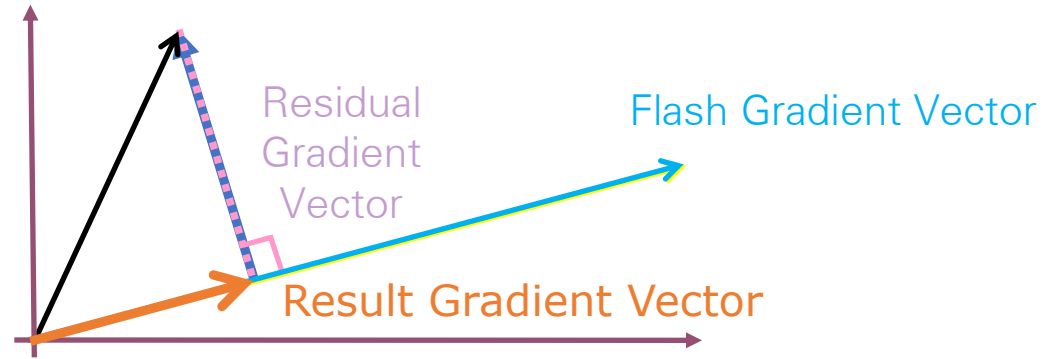 Residual
Gradient
Vector
Flash Gradient Vector
Result Gradient Vector